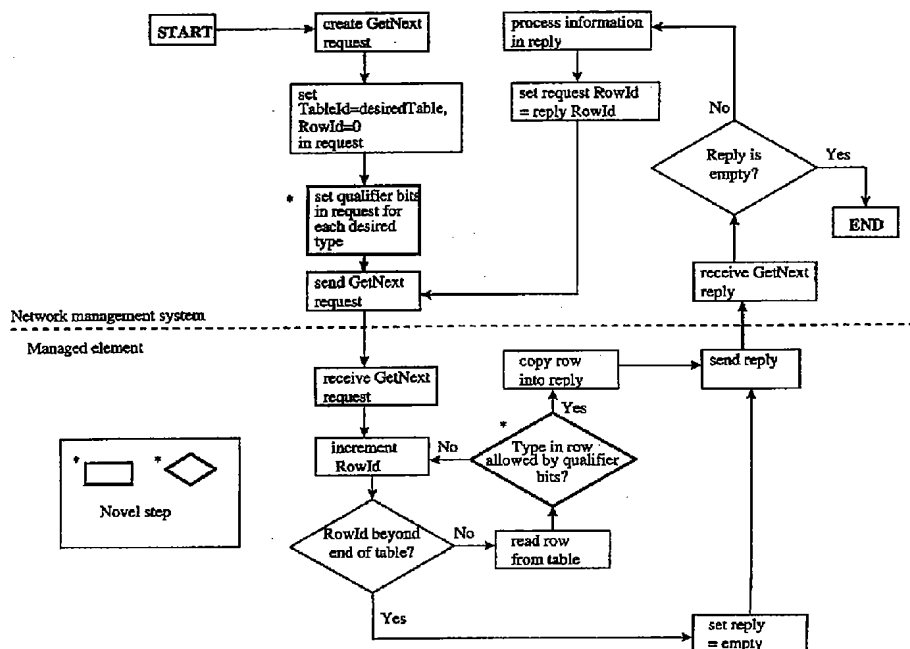 START
create GetNext
request
process information
in reply
set
TableId=desiredTable,
RowId=0
in request
set request RowId
= reply RowId
No
Reply is
empty?
Yes
END
*
set qualifier bits
in request for
each desired
type
send GetNext
request
receive GetNext
reply
Network management system
Managed element
receive GetNext
request
copy row
into reply
send reply
increment
RowId
No
*
Yes
Type in row
allowed by qualifier
bits?
* *
Novel step
RowId beyond
end of table?
No
read row
from table
Yes
set reply
= empty